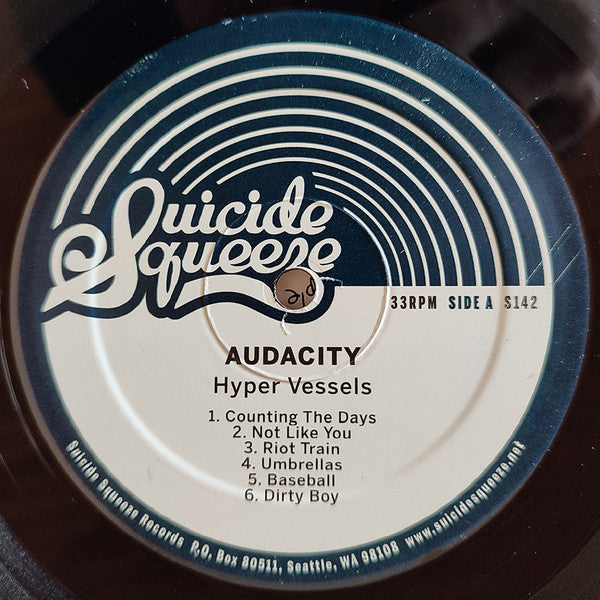 Suicide
Squeeze
33RPM SIDE A S142
AUDACITY
Hyper Vessels
1. Counting The Days
2. Not Like You
3. Riot Train
4. Umbrellas
5. Baseball
6. Dirty Boy
Suicide Squeeze Records P.O. Box 80511, Seattle, WA 98108 www.suicidesqueeze.net